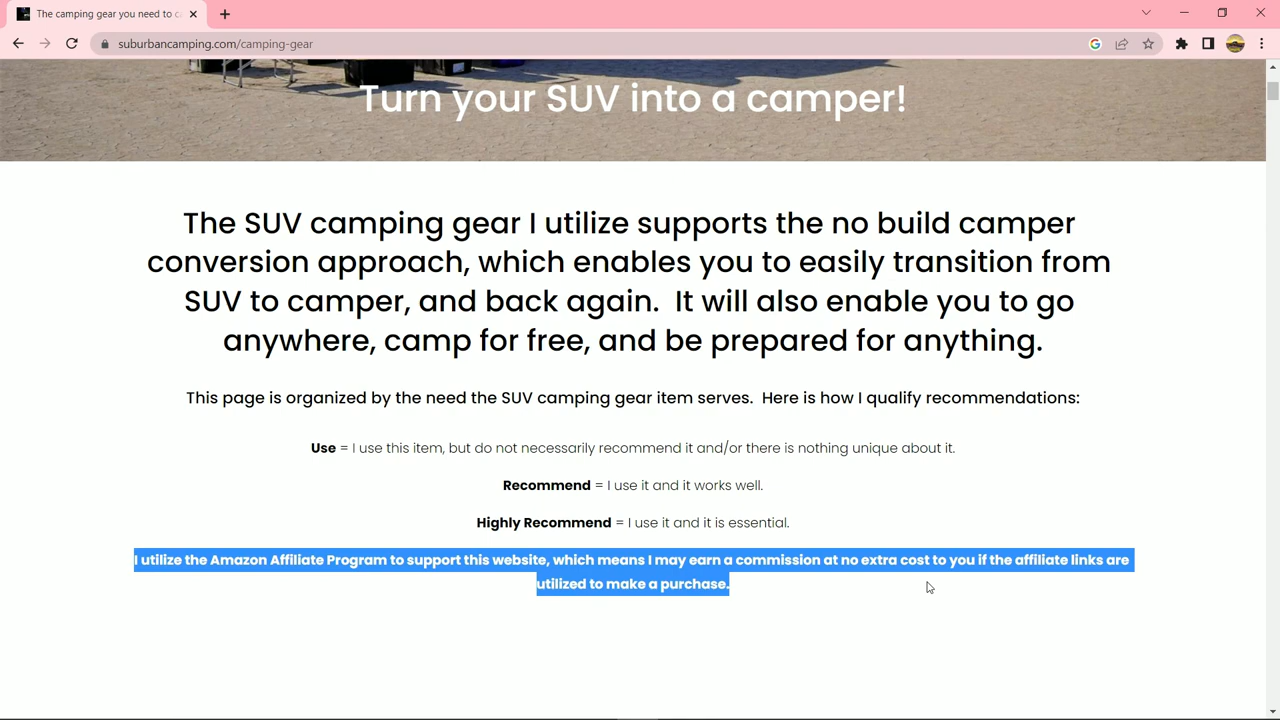 The camping gear you need to c
suburbancamping.com/camping-gear
Turn your SUV into a camper!
The SUV camping gear I utilize supports the no build camper
conversion approach, which enables you to easily transition from
SUV to camper, and back again.  It will also enable you to go
anywhere, camp for free, and be prepared for anything.
This page is organized by the need the SUV camping gear item serves.  Here is how I qualify recommendations:
Use = I use this item, but do not necessarily recommend it and/or there is nothing unique about it.
Recommend = I use it and it works well.
Highly Recommend = I use it and it is essential.
I utilize the Amazon Affiliate Program to support this website, which means I may earn a commission at no extra cost to you if the affiliate links are
utilized to make a purchase.